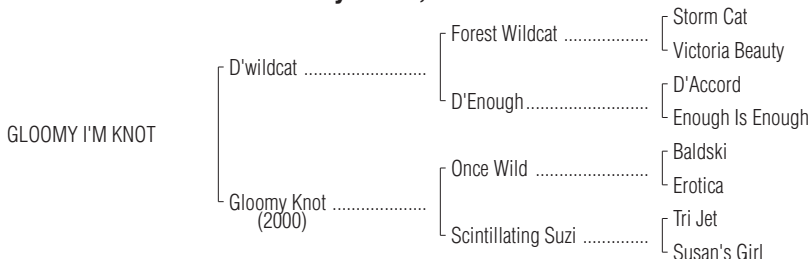 Storm Cat
Forest Wildcat ..................
Victoria Beauty
D'wildcat ..........................
D'Accord
D'Enough..........................
Enough Is Enough
GLOOMY I'M KNOT
Baldski
Once Wild ........................
Erotica
Gloomy Knot ....................
(2000)
Tri Jet
Scintillating Suzi ..............
Susan's Girl